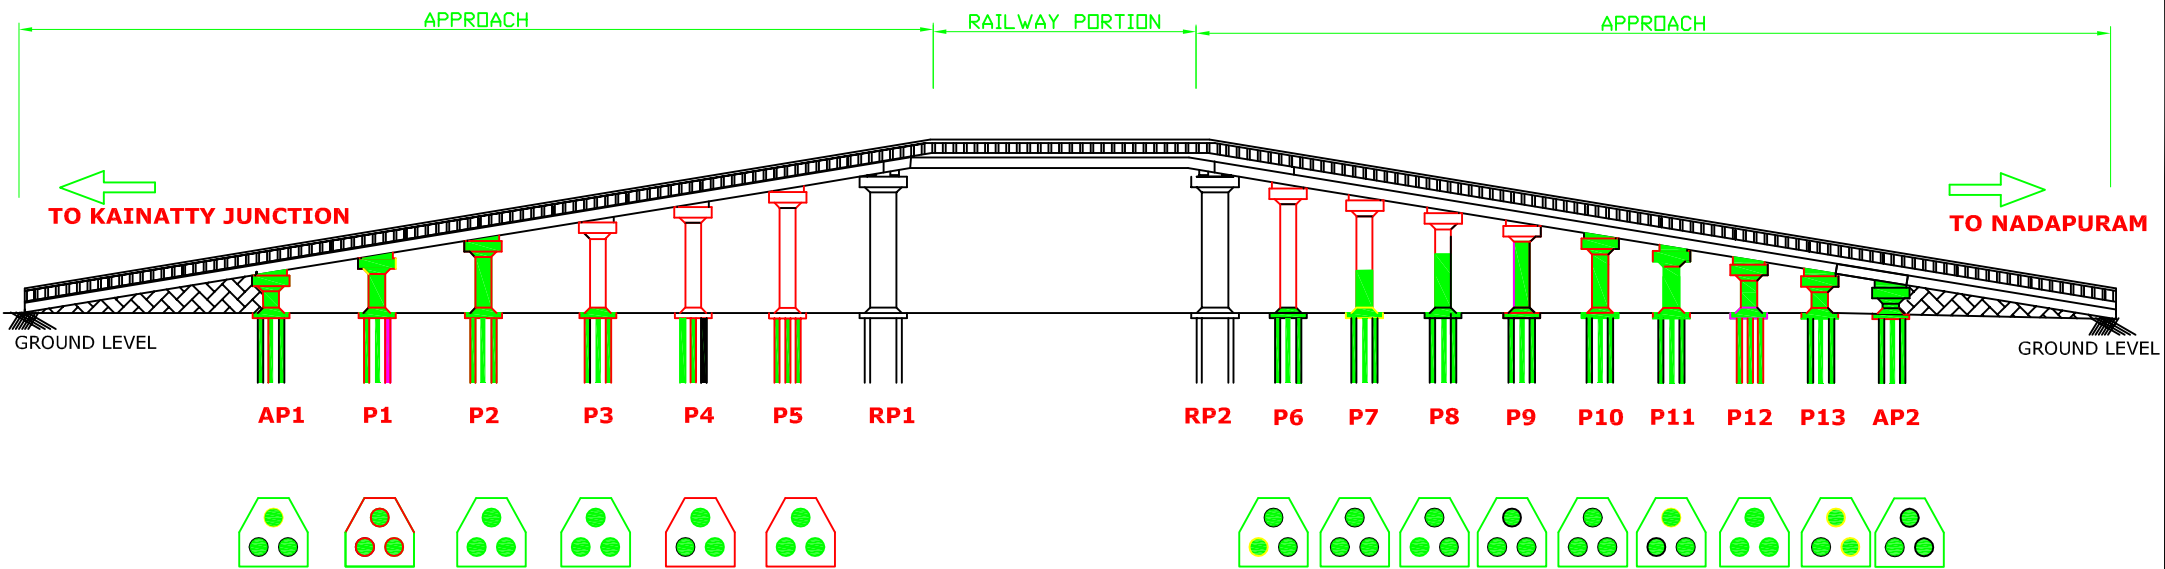 APPROACH
RAILWAY PORTION
APPROACH
TO KAINATTY JUNCTION
TO NADAPURAM
GROUND LEVEL
GROUND LEVEL
AP1 P1 P2 P3 P4 P5 RP1 RP2 P6 P7 P8 P9 P10 P11 P12 P13 AP2